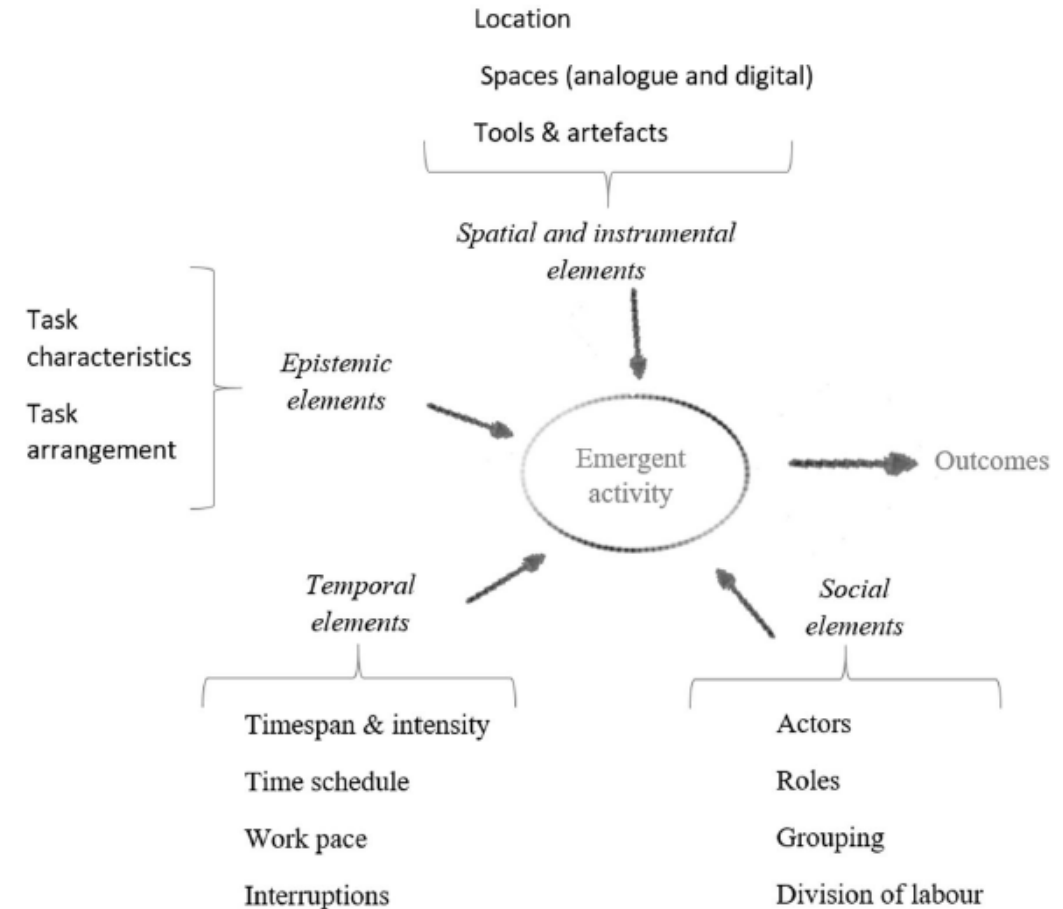 Location
Spaces (analogue and digital)
Tools & artefacts
Spatial and instrumental
elements
Task
characteristics
Task
arrangement
Epistemic
elements
Emergent
activity
Outcomes
Temporal
elements
Timespan & intensity
Time schedule
Work pace
Interruptions
Social
elements
Actors
Roles
Grouping
Division of labour